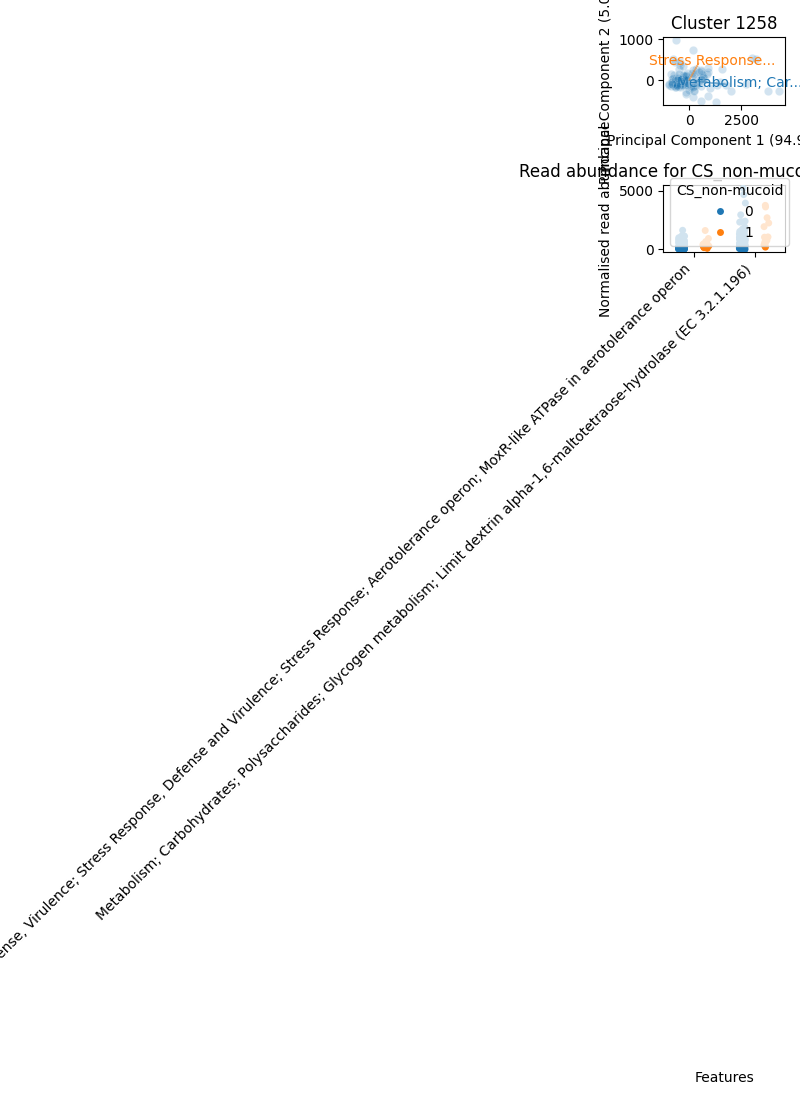 Cluster 1258
Principal Component 2 (5.0
1000
0
Stress Response...
Metabolism; Car...
0 2500
Principal Component 1 (94.9
Read abundance for CS_non-muco
Normalised read abundance
5000
0
CS_non-mucoid
0
1
ense, Virulence; Stress Response, Defense and Virulence; Stress Response; Aerotolerance operon; MoxR-like ATPase in aerotolerance operon
Metabolism; Carbohydrates; Polysaccharides; Glycogen metabolism; Limit dextrin alpha-1,6-maltotetraose-hydrolase (EC 3.2.1.196)
Features